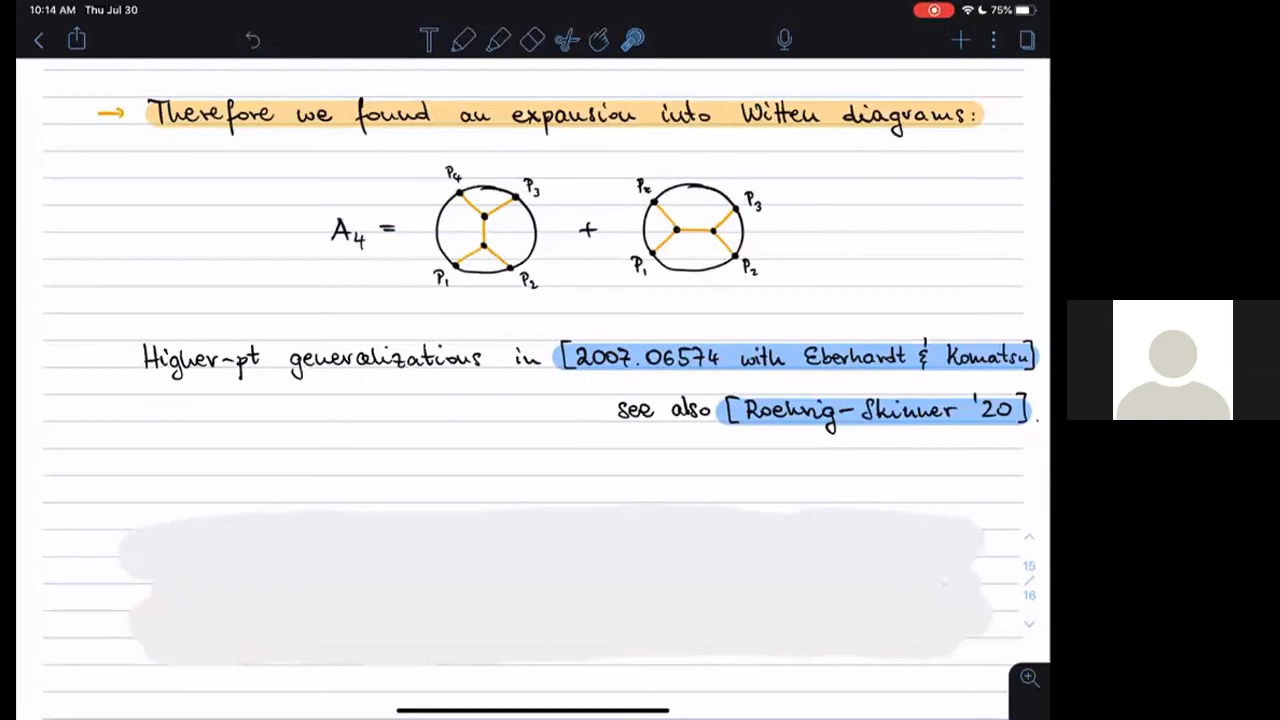 10:14 AM Thu Jul 30
75%
→ Therefore we found an expansion into Witten diagrams:
P4 P3 P4 P3
A4 = +
P1 P2 P1 P2
Higher-pt generalizations in [2007.06574 with Eberhardt & Komatsu]
see also [Roehrig-Skinner '20].
15
/
16